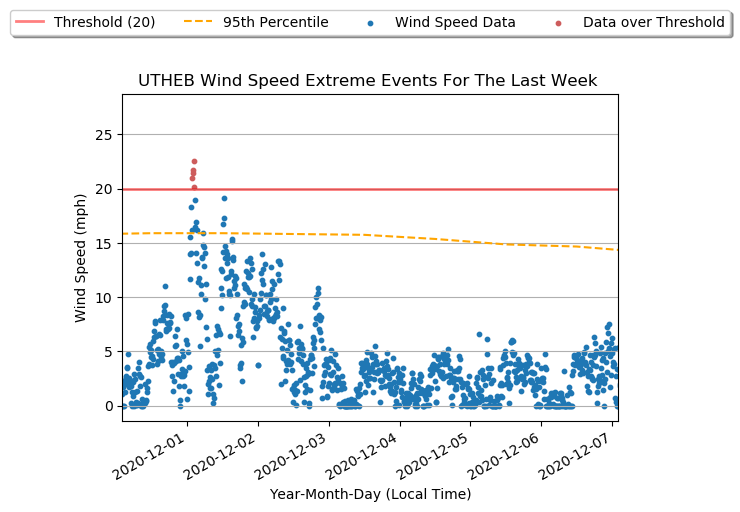 Threshold (20) 95th Percentile Wind Speed Data Data over Threshold
UTHEB Wind Speed Extreme Events For The Last Week
25
20
15
10
5
0
Wind Speed (mph)
2020-12-01 2020-12-02 2020-12-03 2020-12-04 2020-12-05 2020-12-06 2020-12-07
Year-Month-Day (Local Time)